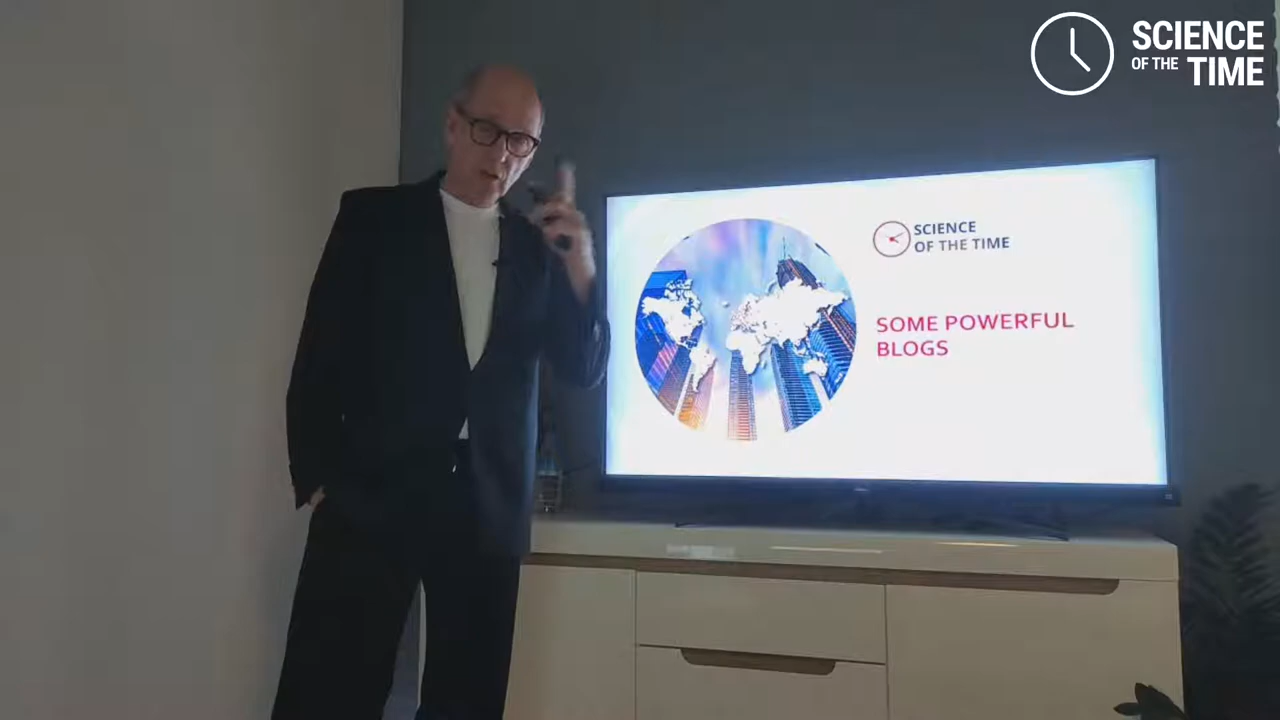 SCIENCE
OF THE TIME
SCIENCE
OF THE TIME
SOME POWERFUL
BLOGS